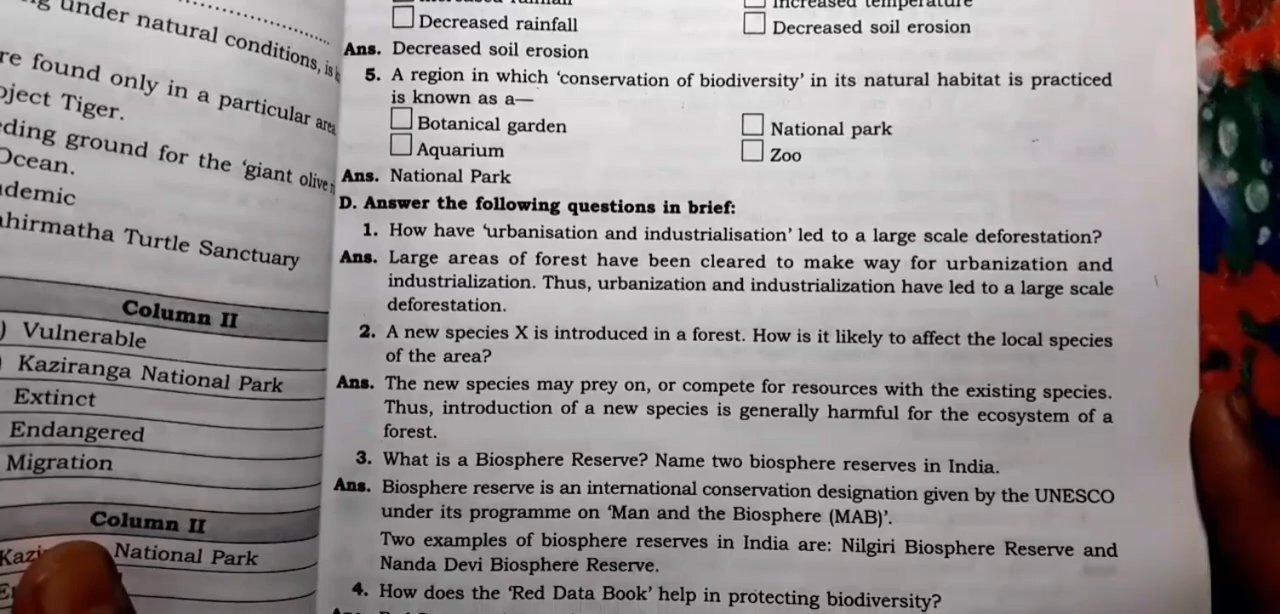 under natural conditions, is
re found only in a particular area
oject Tiger.
ding ground for the 'giant olive
Ocean.
demic
ahirmatha Turtle Sanctuary
Column II
) Vulnerable
Kaziranga National Park
Extinct
Endangered
Migration
Column II
Kazi National Park
Decreased rainfall
Increased temperature
Decreased soil erosion
Ans. Decreased soil erosion
5. A region in which 'conservation of biodiversity' in its natural habitat is practiced
is known as a—
Botanical garden
National park
Aquarium
Zoo
Ans. National Park
D. Answer the following questions in brief:
1. How have 'urbanisation and industrialisation' led to a large scale deforestation?
Ans. Large areas of forest have been cleared to make way for urbanization and
industrialization. Thus, urbanization and industrialization have led to a large scale
deforestation.
2. A new species X is introduced in a forest. How is it likely to affect the local species
of the area?
Ans. The new species may prey on, or compete for resources with the existing species.
Thus, introduction of a new species is generally harmful for the ecosystem of a
forest.
3. What is a Biosphere Reserve? Name two biosphere reserves in India.
Ans. Biosphere reserve is an international conservation designation given by the UNESCO
under its programme on 'Man and the Biosphere (MAB)'.
Two examples of biosphere reserves in India are: Nilgiri Biosphere Reserve and
Nanda Devi Biosphere Reserve.
4. How does the 'Red Data Book' help in protecting biodiversity?